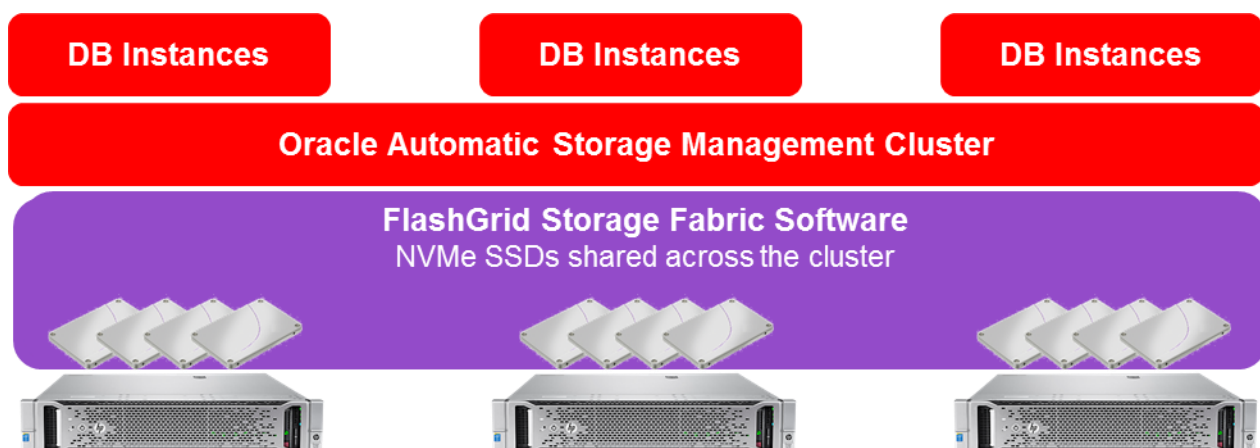 DB Instances
DB Instances
DB Instances
Oracle Automatic Storage Management Cluster
FlashGrid Storage Fabric Software
NVMe SSDs shared across the cluster